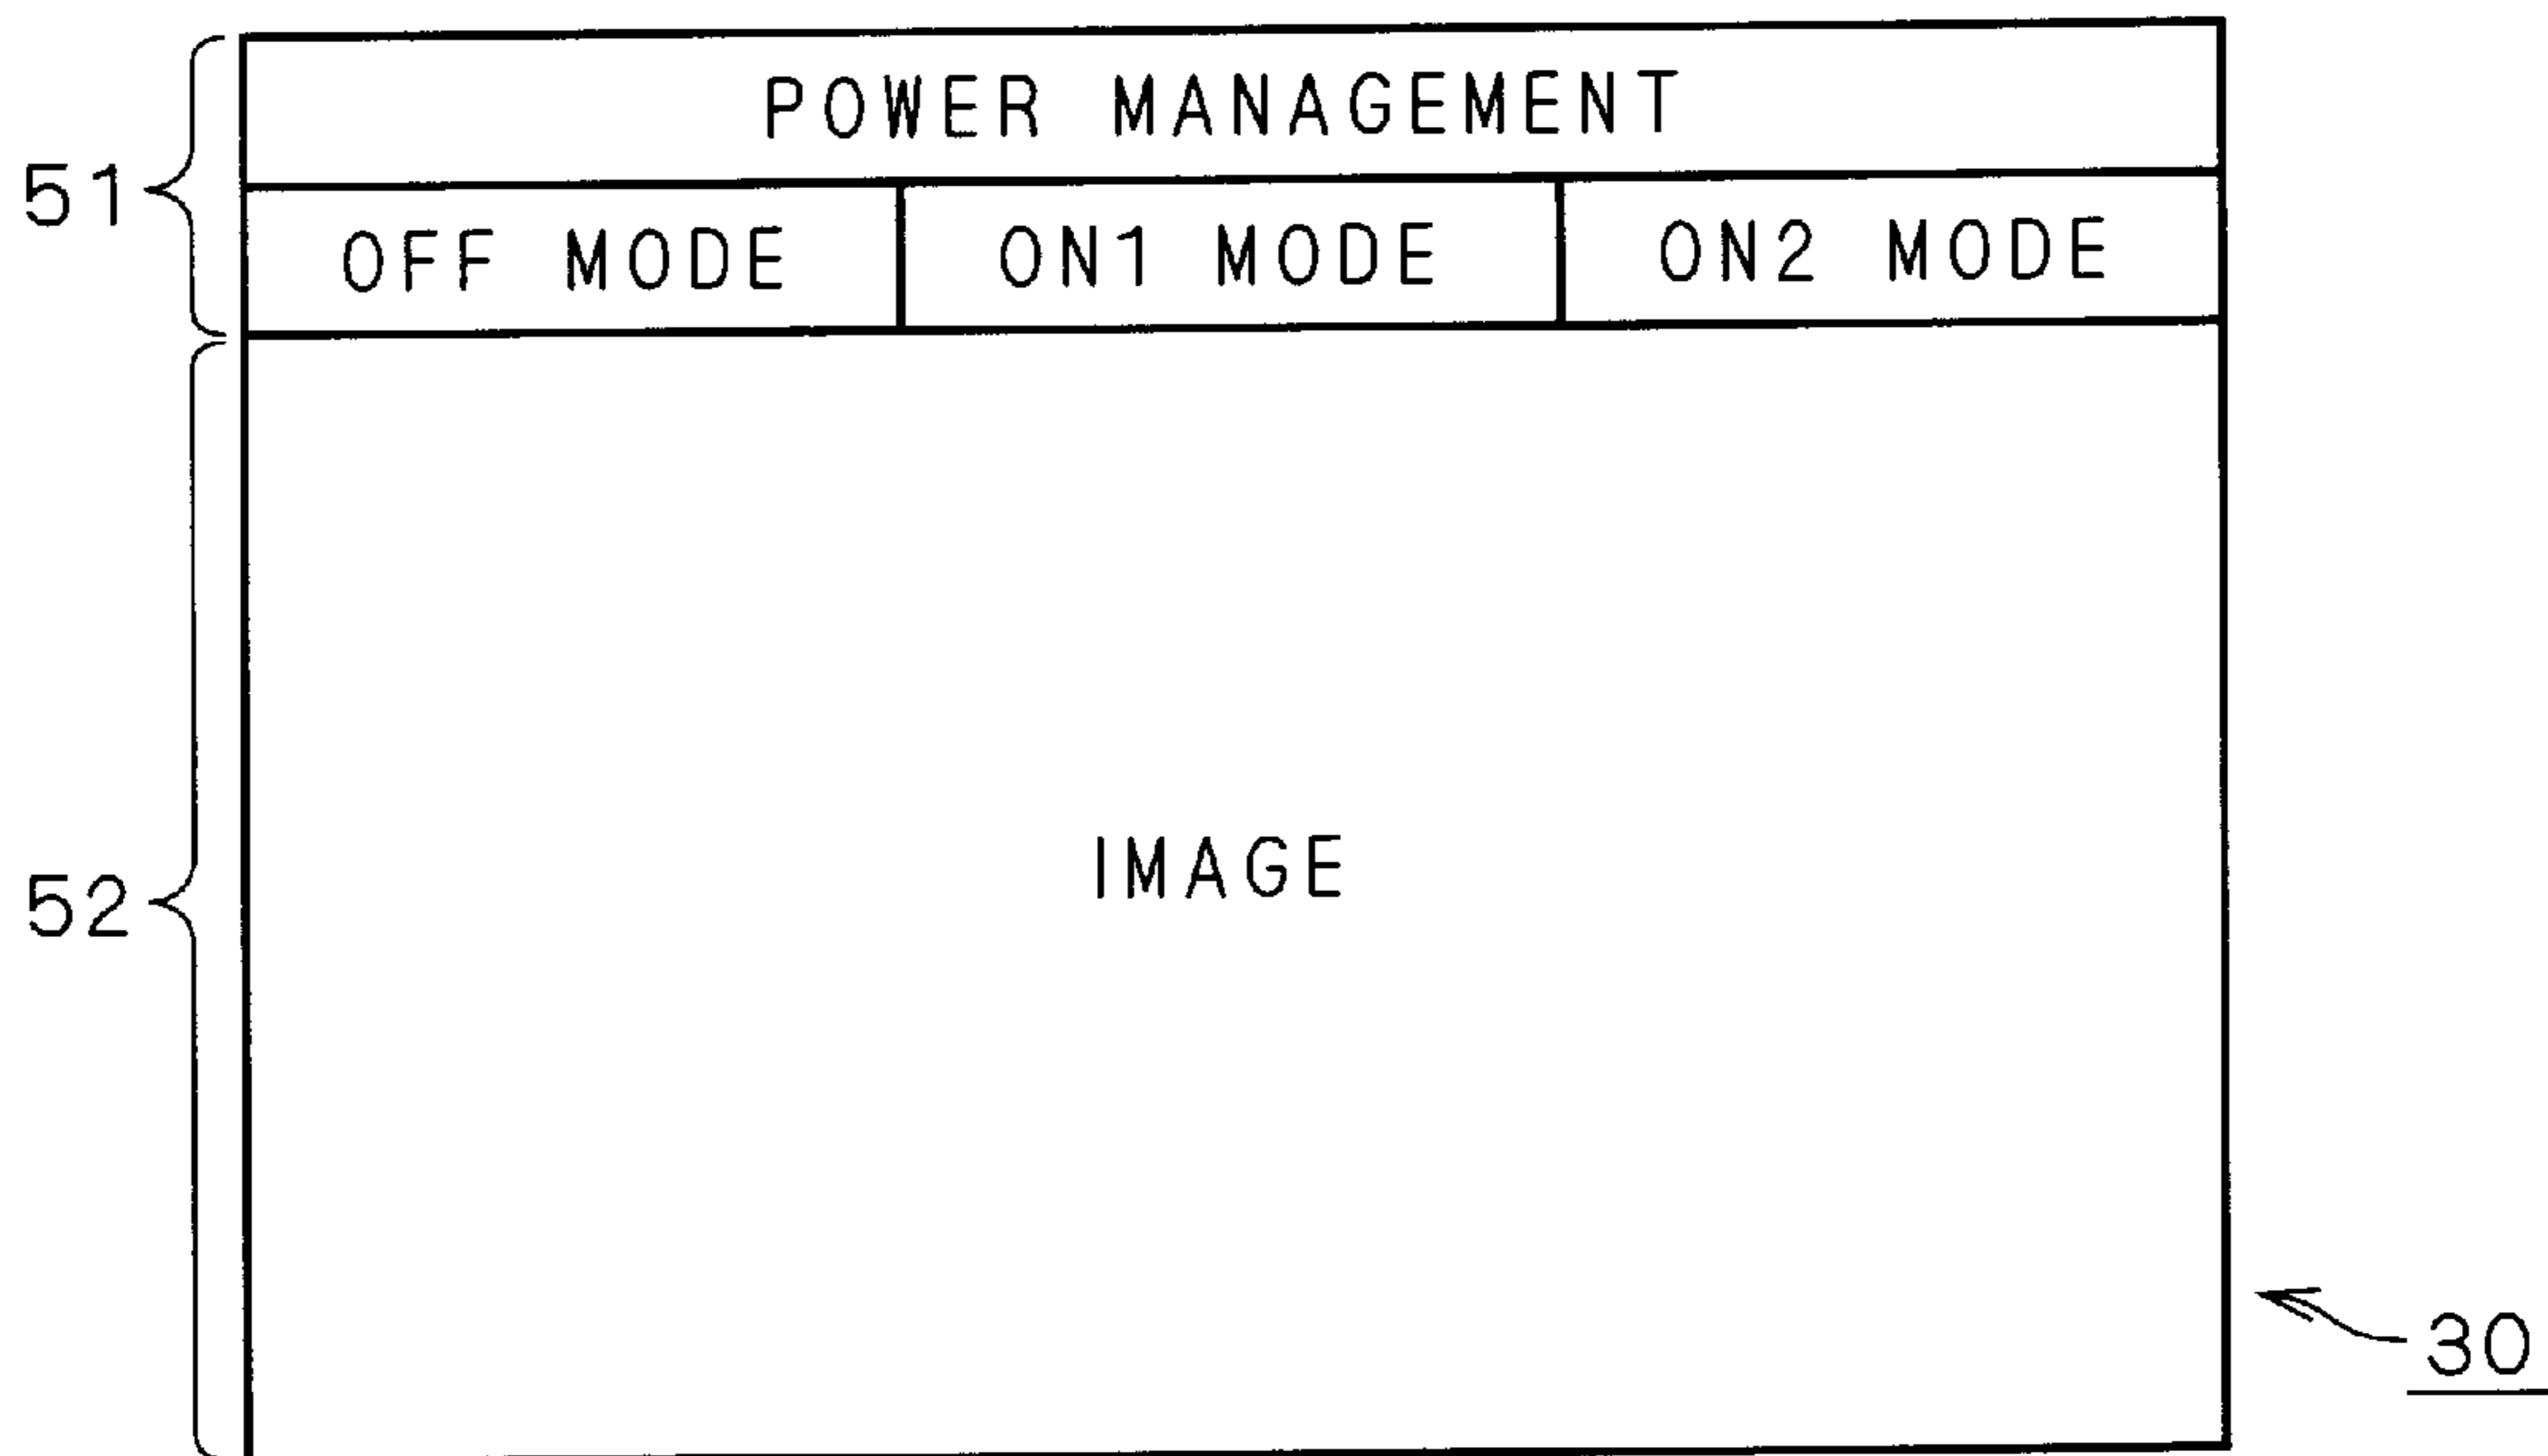 POWER MANAGEMENT
51
OFF MODE ON1 MODE ON2 MODE
IMAGE
52
30